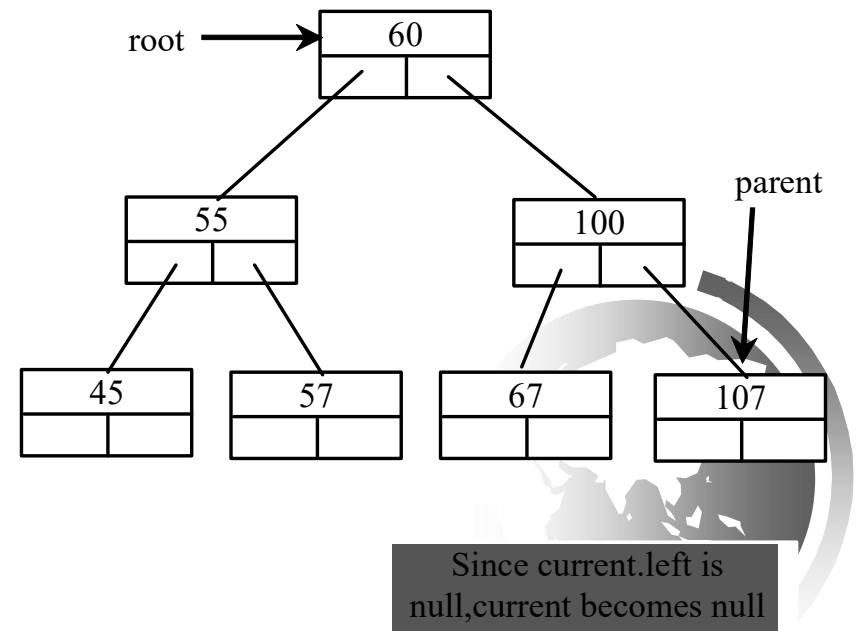 root
60
parent
55
100
45
57
67
107
Since current.left is
null,current becomes null